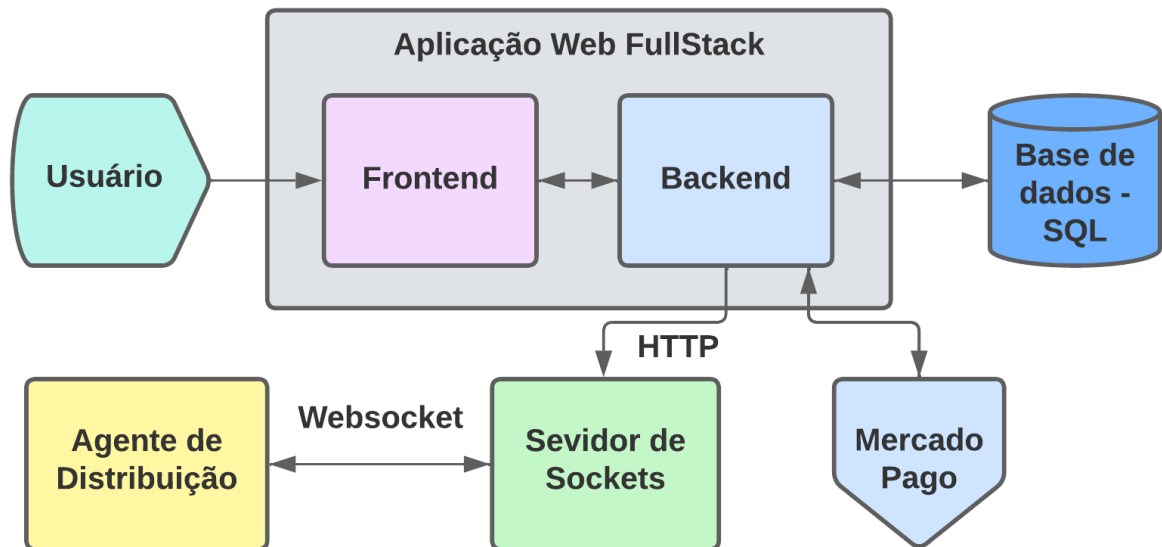 Aplicação Web FullStack
Usuário
Frontend
Backend
Base de
dados -
SQL
HTTP
Websocket
Agente de
Distribuição
Sevidor de
Sockets
Mercado
Pago